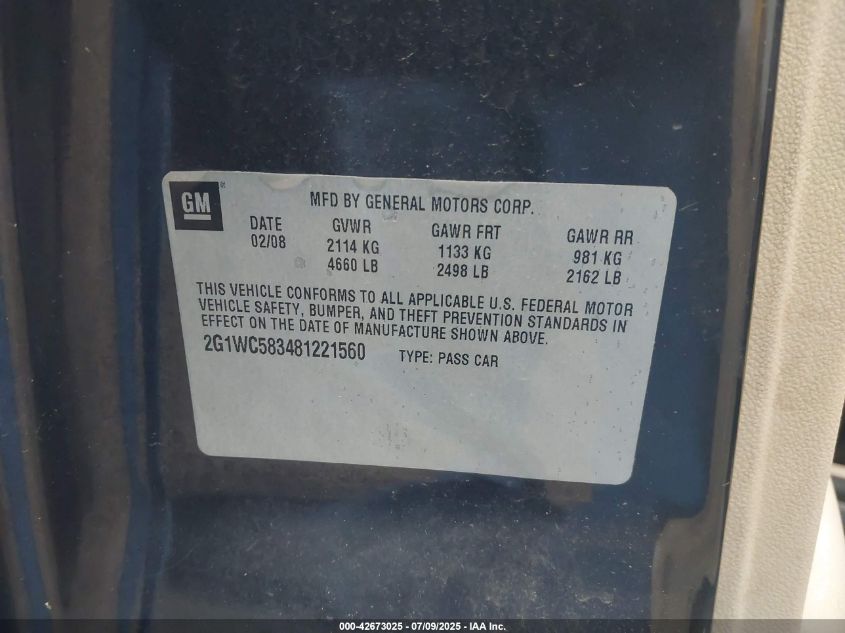 GM
MFD BY GENERAL MOTORS CORP.
DATE GVWR GAWR FRT GAWR RR
02/08 2114 KG 1133 KG 981 KG
4660 LB 2498 LB 2162 LB
THIS VEHICLE CONFORMS TO ALL APPLICABLE U.S. FEDERAL MOTOR
VEHICLE SAFETY, BUMPER, AND THEFT PREVENTION STANDARDS IN
EFFECT ON THE DATE OF MANUFACTURE SHOWN ABOVE.
2G1WC583481221560 TYPE: PASS CAR
000-42673025 - 07/09/2025 - IAA Inc.